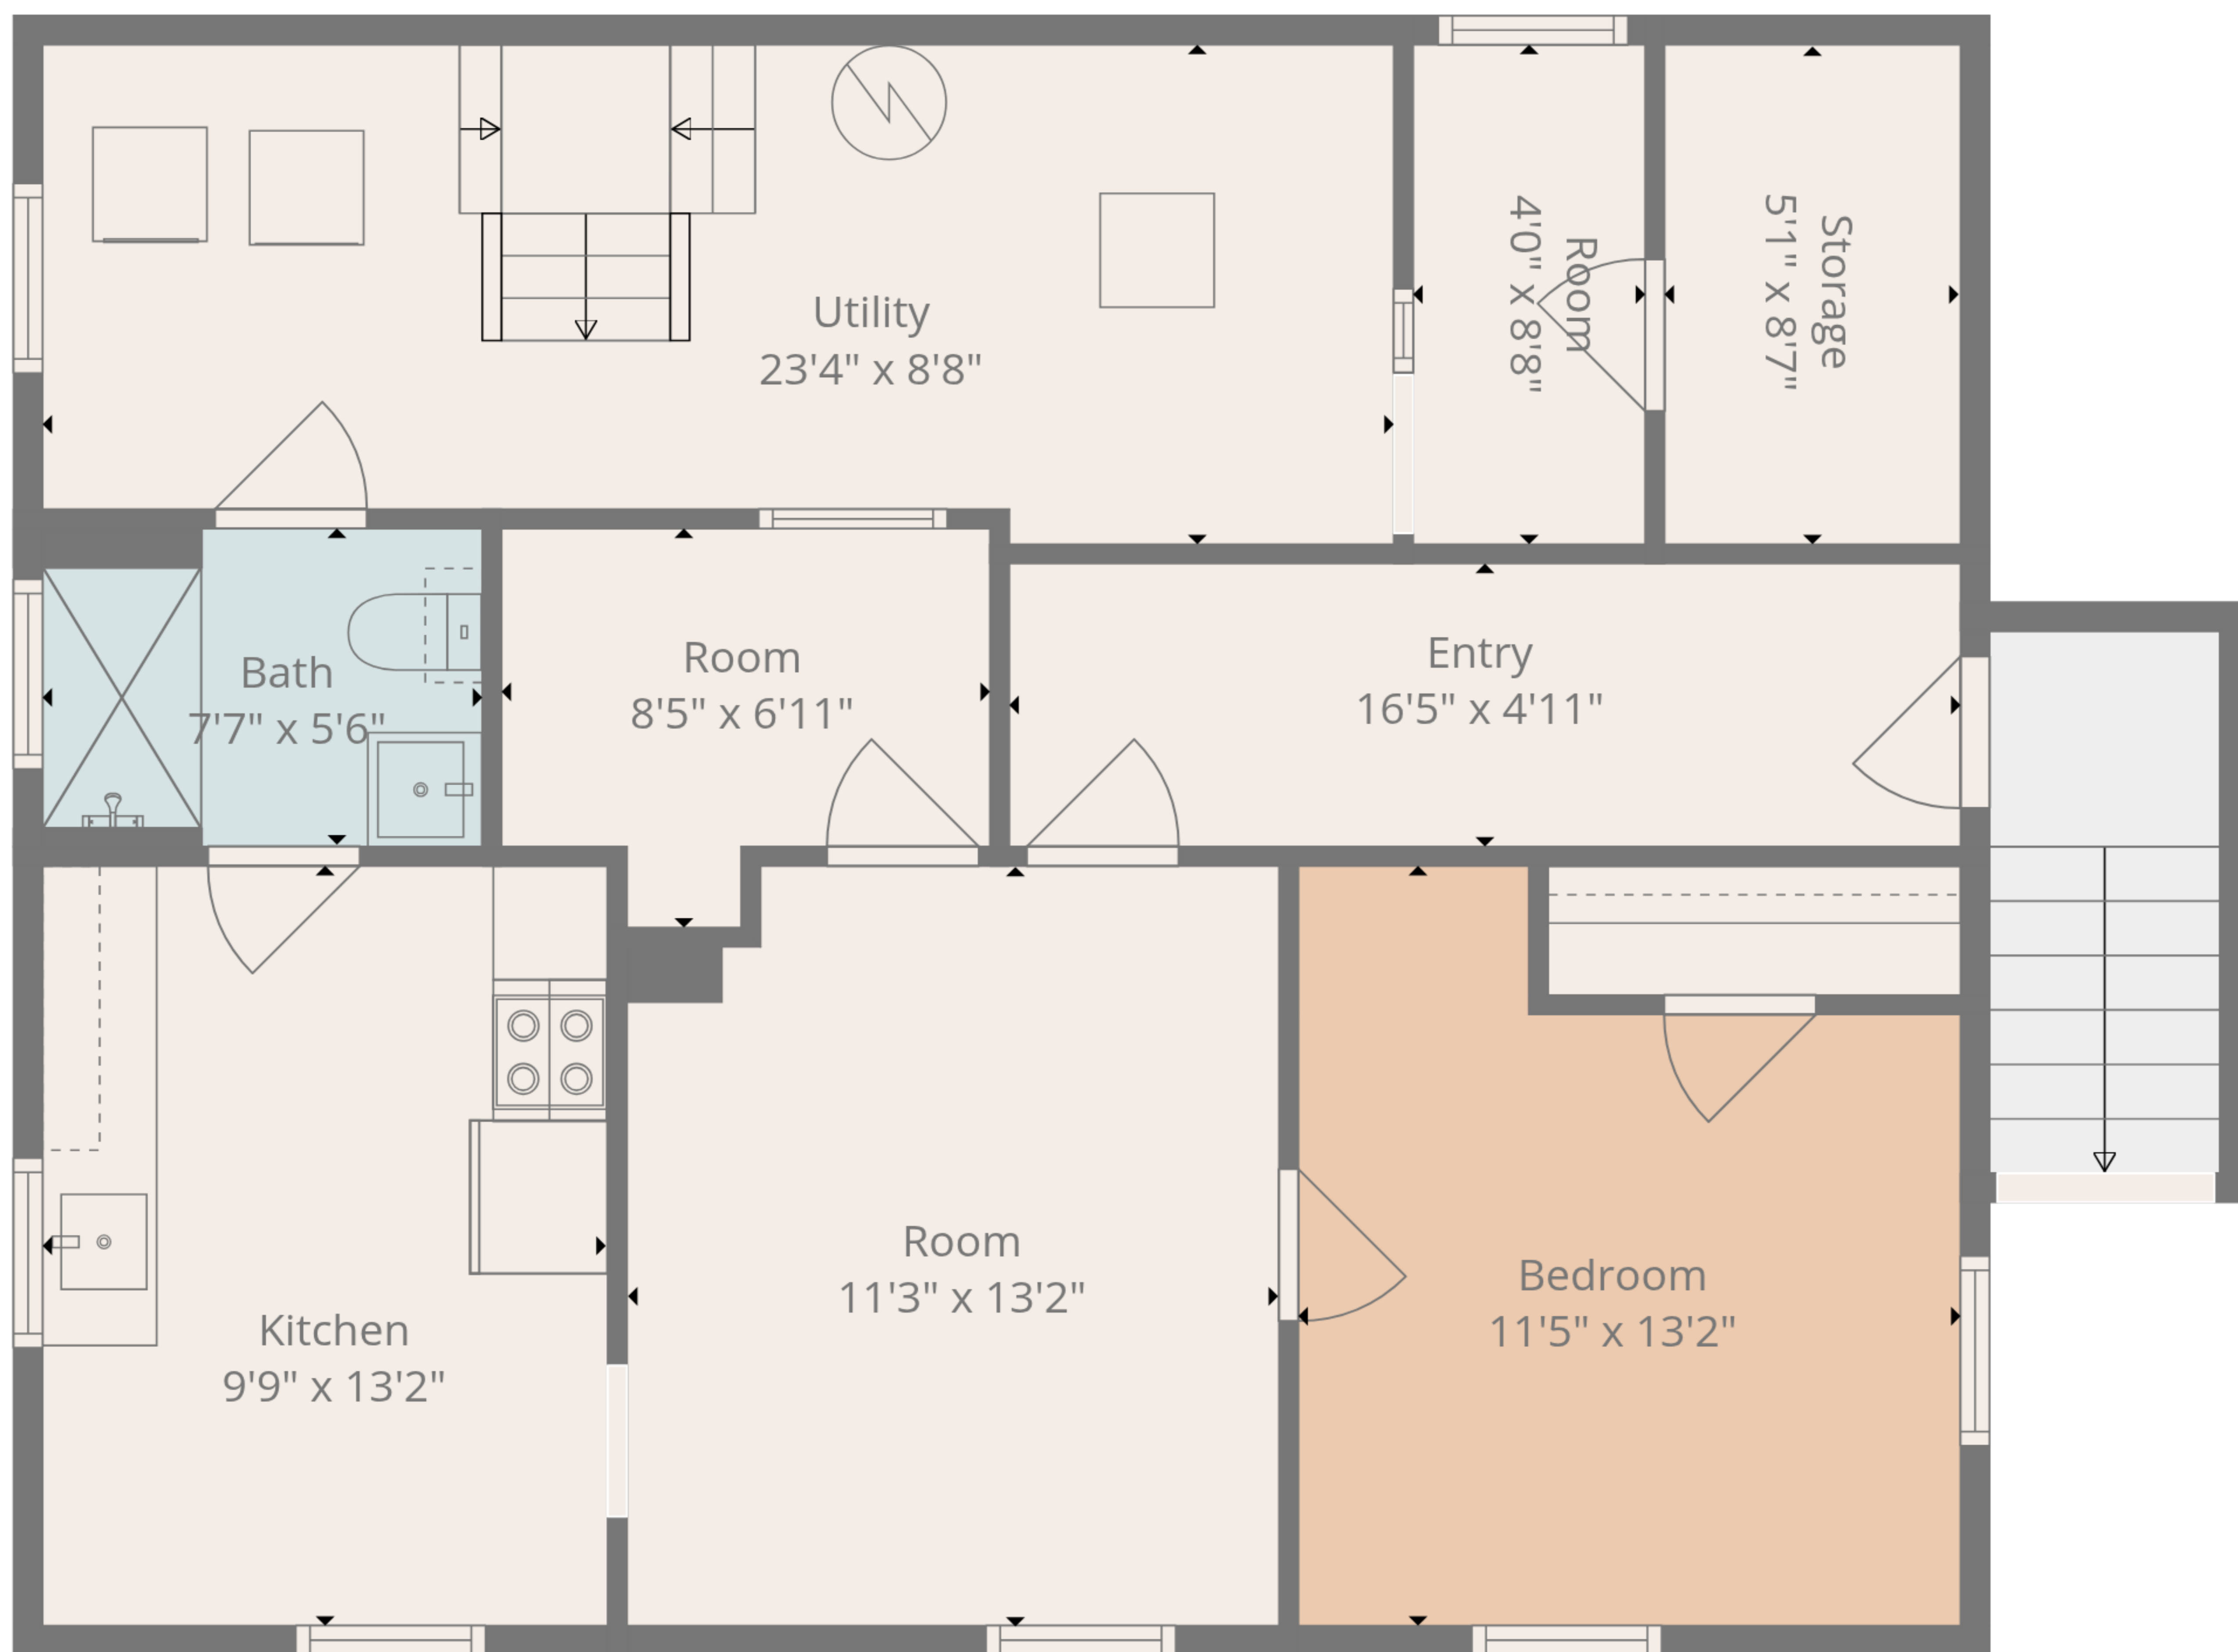 Utility
23'4" x 8'8"
Room
4'0" x 8'8"
Storage
5'1" x 8'7"
Bath
7'7" x 5'6"
Room
8'5" x 6'11"
Entry
16'5" x 4'11"
Kitchen
9'9" x 13'2"
Room
11'3" x 13'2"
Bedroom
11'5" x 13'2"